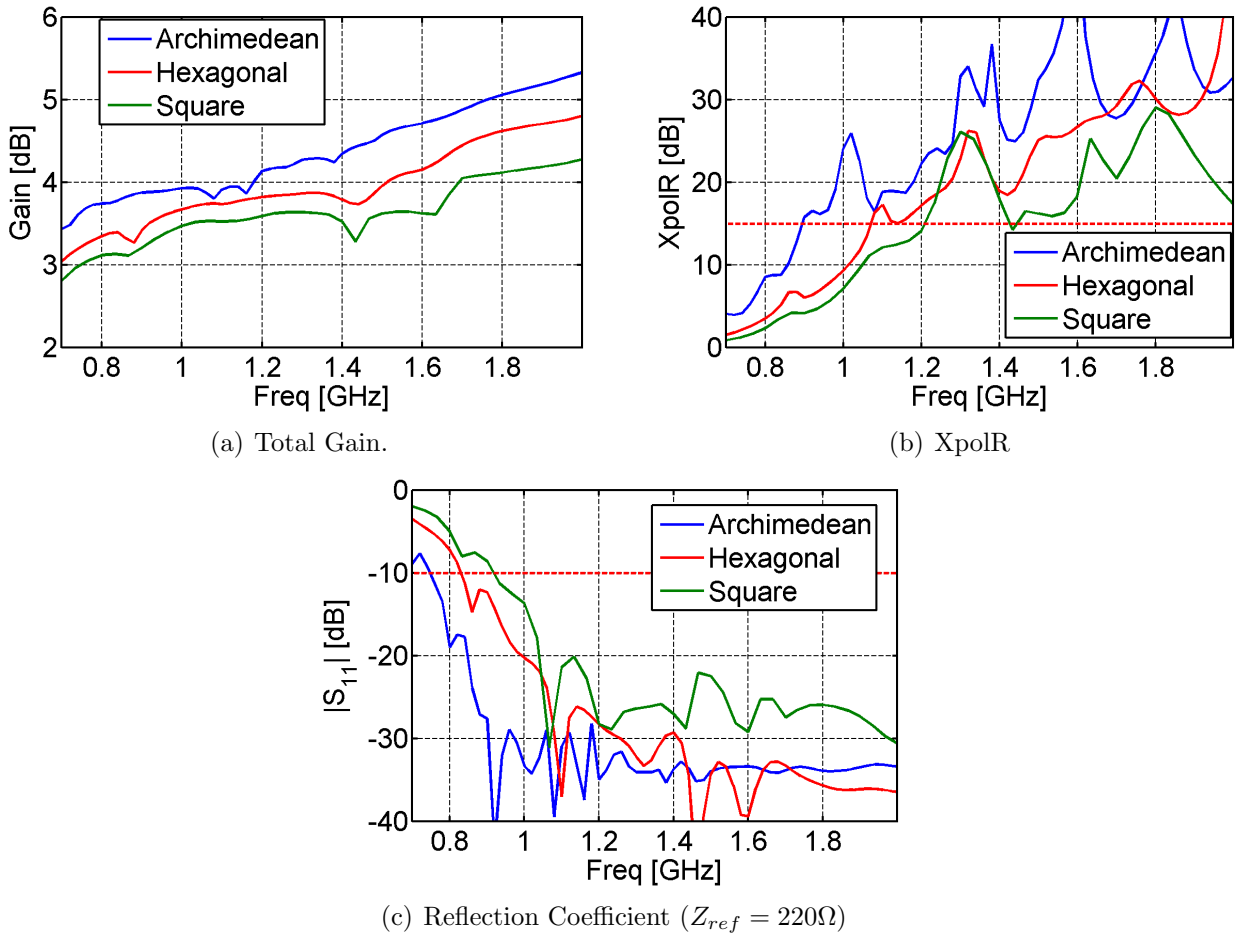 6
5
4
3
2
Gain [dB]
Archimedean
Hexagonal
Square
0.8 1 1.2 1.4 1.6 1.8
Freq [GHz]
(a) Total Gain.
40
30
20
10
0
XpolR [dB]
Archimedean
Hexagonal
Square
0.8 1 1.2 1.4 1.6 1.8
Freq [GHz]
(b) XpolR
0
-10
-20
-30
-40
|S11| [dB]
Archimedean
Hexagonal
Square
0.8 1 1.2 1.4 1.6 1.8
Freq [GHz]
(c) Reflection Coefficient (Zref = 220Ω)